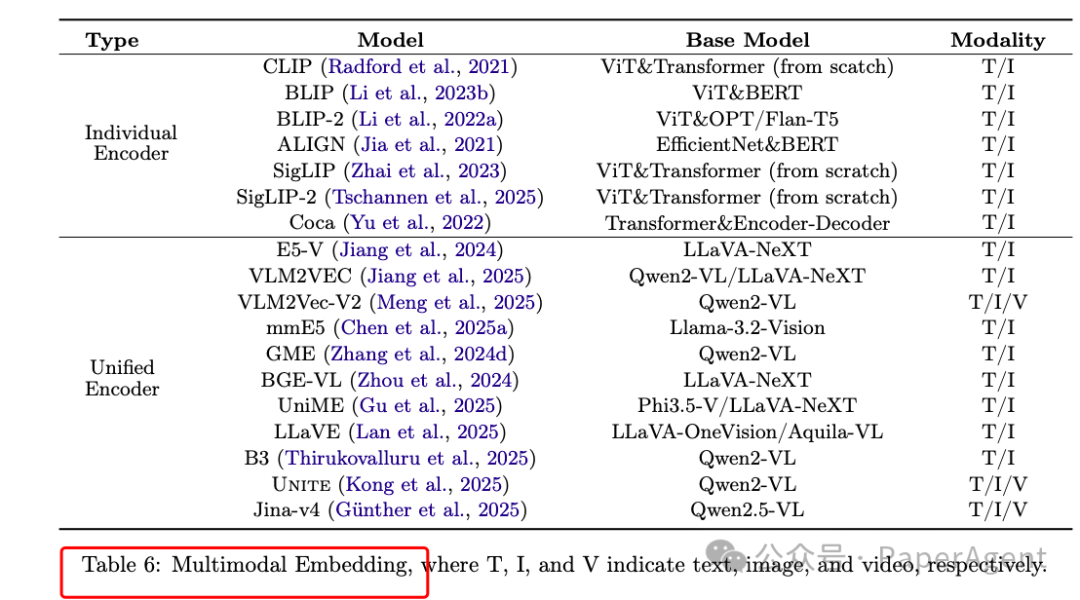 Type Model Base Model Modality
CLIP (Radford et al., 2021) ViT&Transformer (from scatch) T/I
BLIP (Li et al., 2023b) ViT&BERT T/I
BLIP-2 (Li et al., 2022a) ViT&OPT/Flan-T5 T/I
Individual
Encoder
ALIGN (Jia et al., 2021) EfficientNet&BERT T/I
SigLIP (Zhai et al., 2023) ViT&Transformer (from scratch) T/I
SigLIP-2 (Tschannen et al., 2025) ViT&Transformer (from scratch) T/I
Coca (Yu et al., 2022) Transformer&Encoder-Decoder T/I
E5-V (Jiang et al., 2024) LLaVA-NeXT T/I
VLM2VEC (Jiang et al., 2025) Qwen2-VL/LLaVA-NeXT T/I
VLM2Vec-V2 (Meng et al., 2025) Qwen2-VL T/I/V
mmE5 (Chen et al., 2025a) Llama-3.2-Vision T/I
GME (Zhang et al., 2024d) Qwen2-VL T/I
Unified
Encoder
BGE-VL (Zhou et al., 2024) LLaVA-NeXT T/I
UniME (Gu et al., 2025) Phi3.5-V/LLaVA-NeXT T/I
LLaVE (Lan et al., 2025) LLaVA-OneVision/Aquila-VL T/I
B3 (Thirukovalluru et al., 2025) Qwen2-VL T/I
UNITE (Kong et al., 2025) Qwen2-VL T/I/V
Jina-v4 (Günther et al., 2025) Qwen2.5-VL T/I/V
Table 6: Multimodal Embedding, where T, I, and V indicate text, image, and video, respectively.
公众号 · PaperAgent